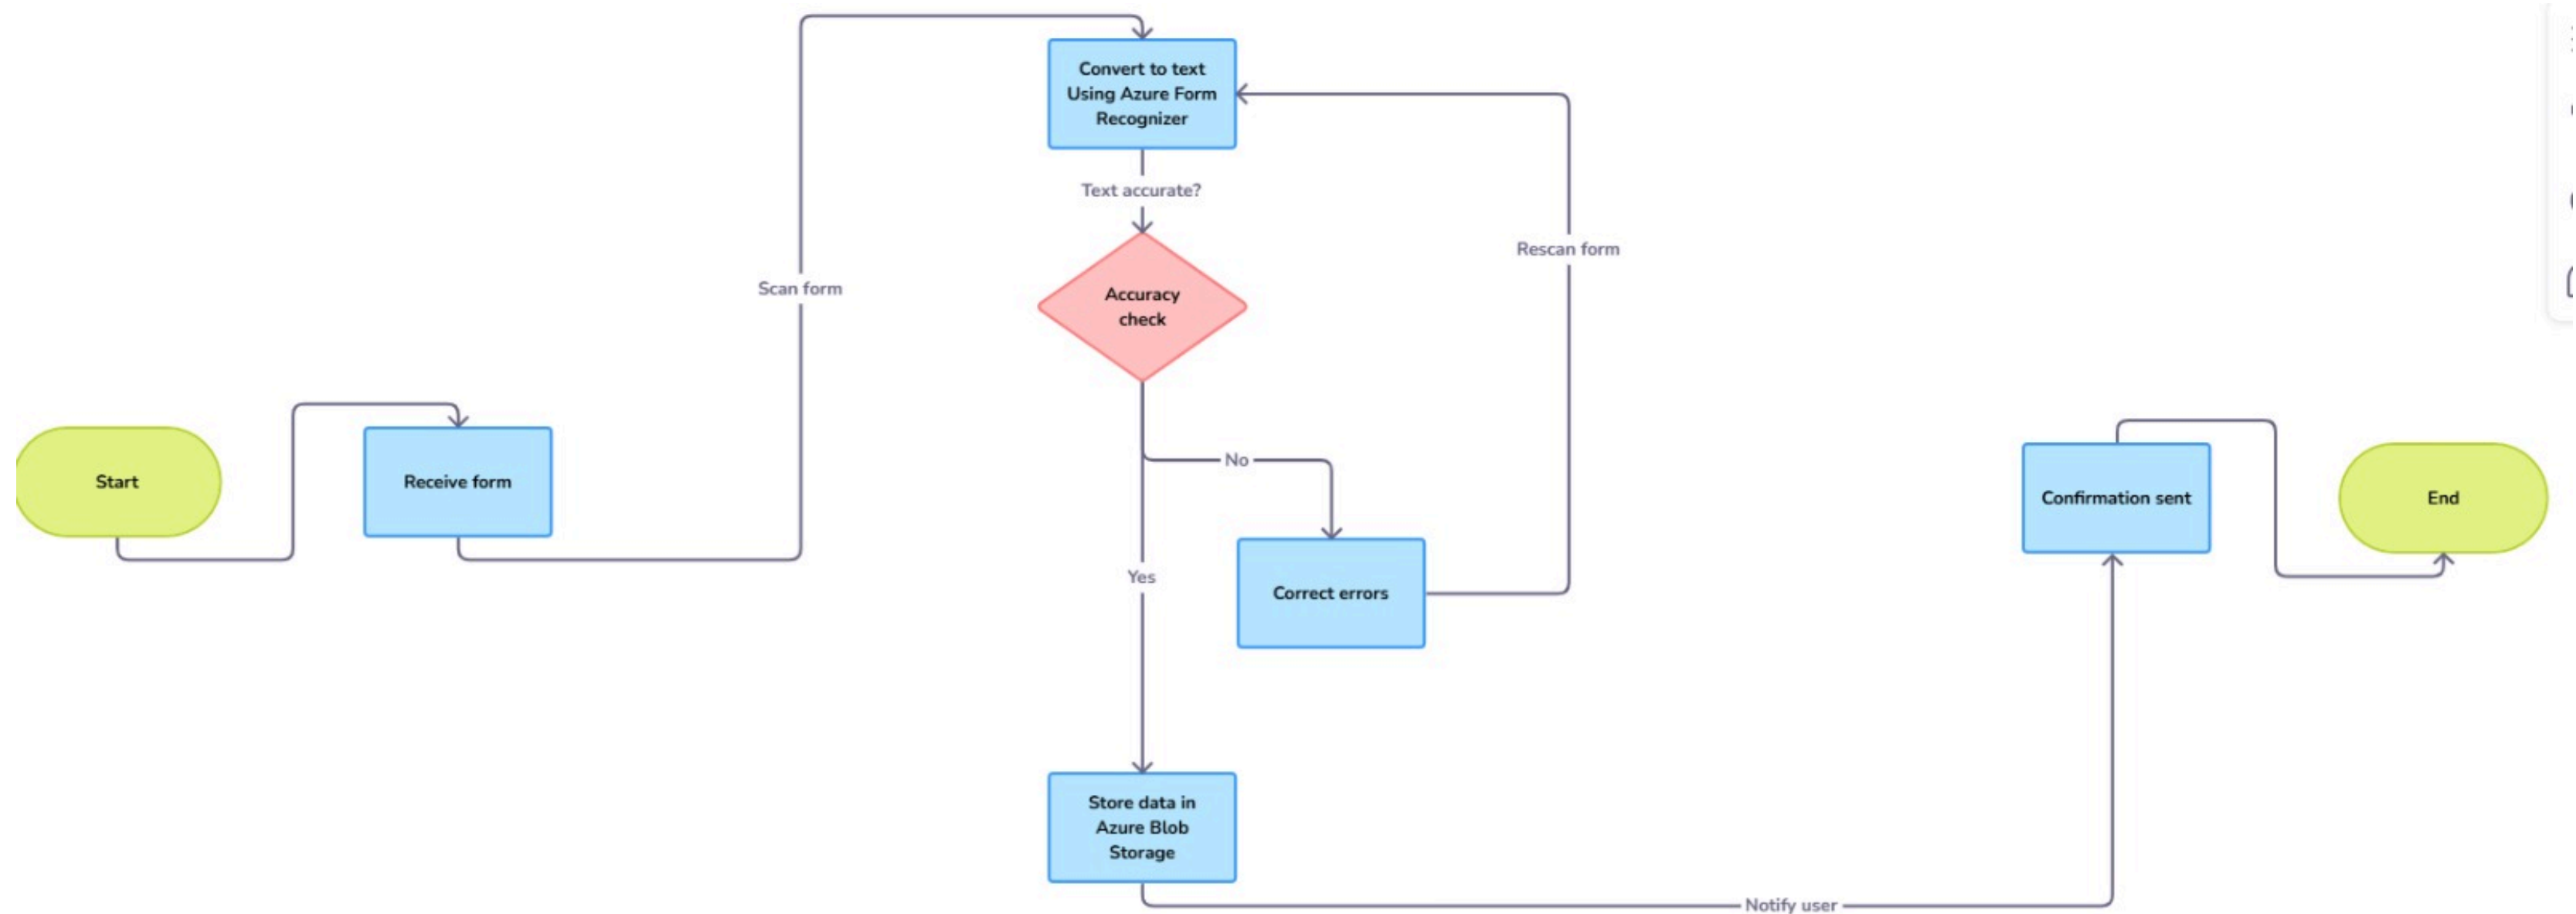 Convert to text
Using Azure Form
Recognizer
Text accurate?
Rescan form
Scan form
Accuracy
check
No
Start
Receive form
Confirmation sent
End
Yes
Correct errors
Store data in
Azure Blob
Storage
Notify user